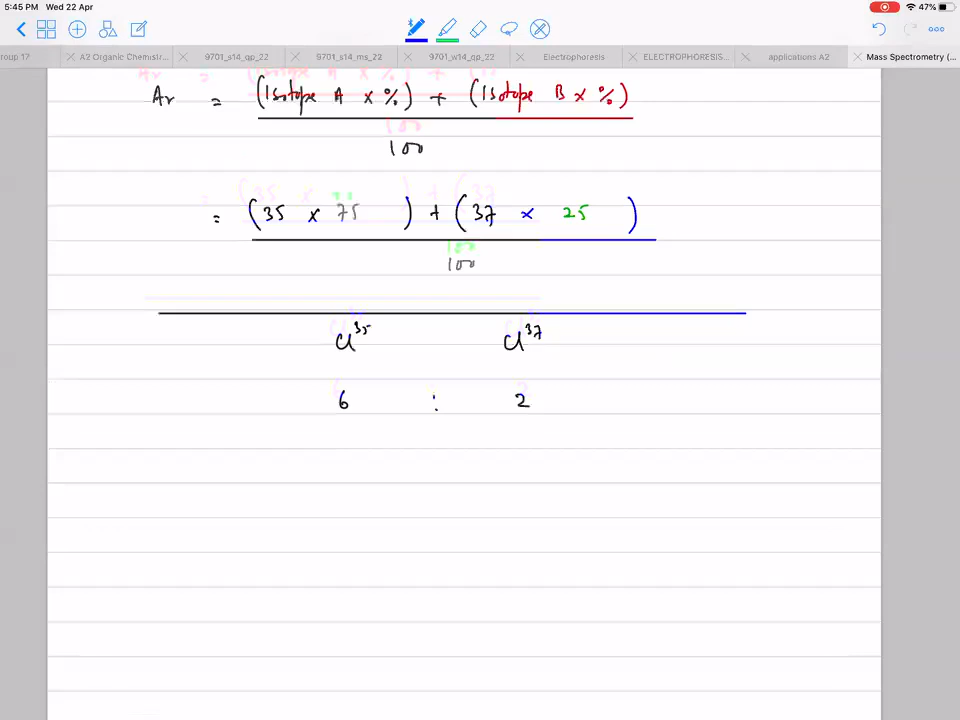 5:45 PM Wed 22 Apr
47%
roup 17
A2 Organic Chemistr...
9701_s14_qp_22
9701_s14_ms_22
9701_w14_qp_22
Electrophoresis
ELECTROPHORESIS...
applications A2
Mass Spectrometry (...
Ar = (Isotope A x %) + (Isotope B x %)
100
= (35 x 75 ) + (37 x 25 )
100
Cl³⁵ Cl³⁷
6 : 2